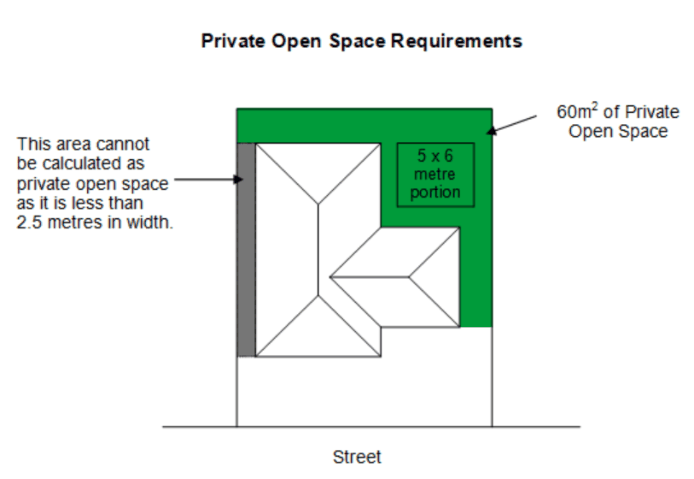 Private Open Space Requirements
60m² of Private
Open Space
This area cannot
be calculated as
private open space
as it is less than
2.5 metres in width.
5 x 6
metre
portion
Street